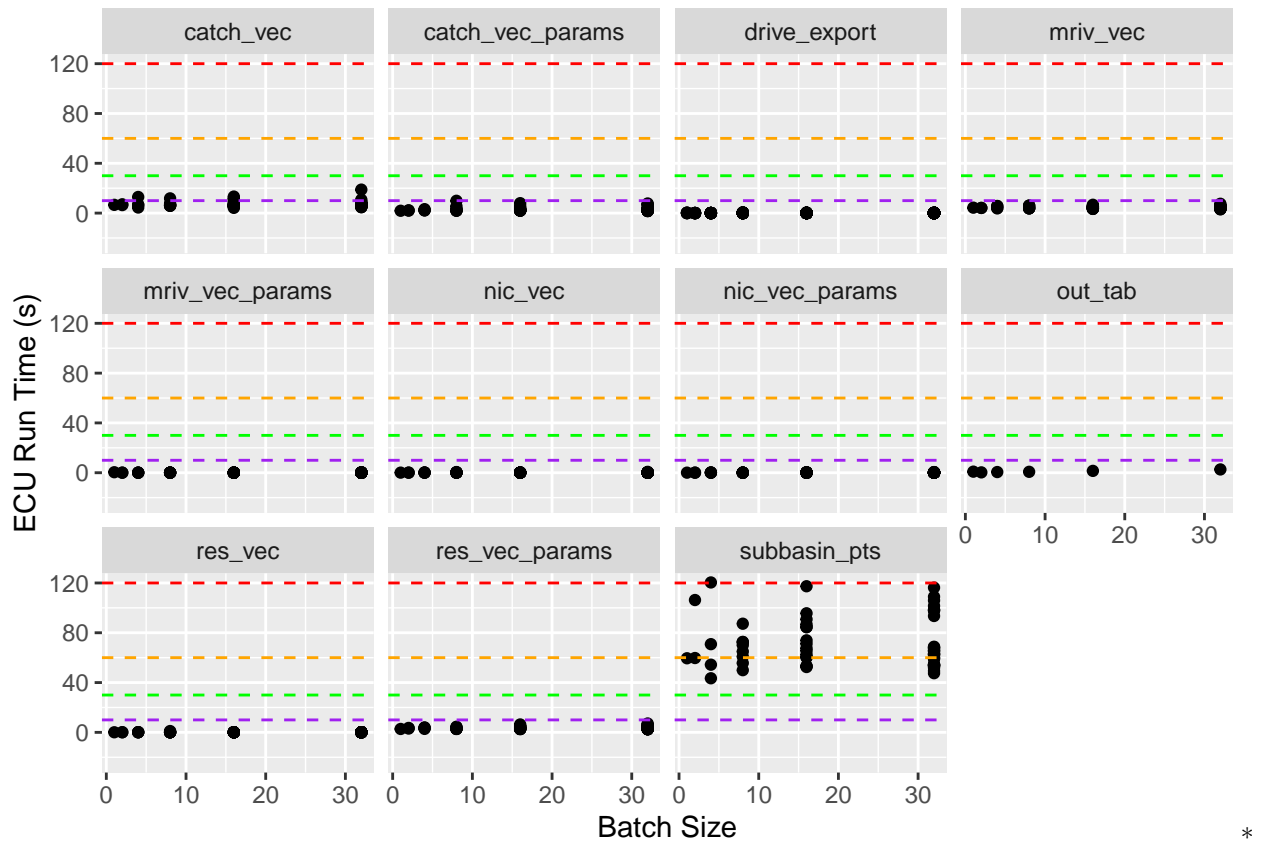 catch_vec catch_vec_params drive_export mriv_vec
120
80
40
0
mriv_vec_params nic_vec nic_vec_params out_tab
120
80
40
0
0 10 20 30
res_vec res_vec_params subbasin_pts
120
80
40
0
0 10 20 30 0 10 20 30 0 10 20 30
ECU Run Time (s)
Batch Size
*